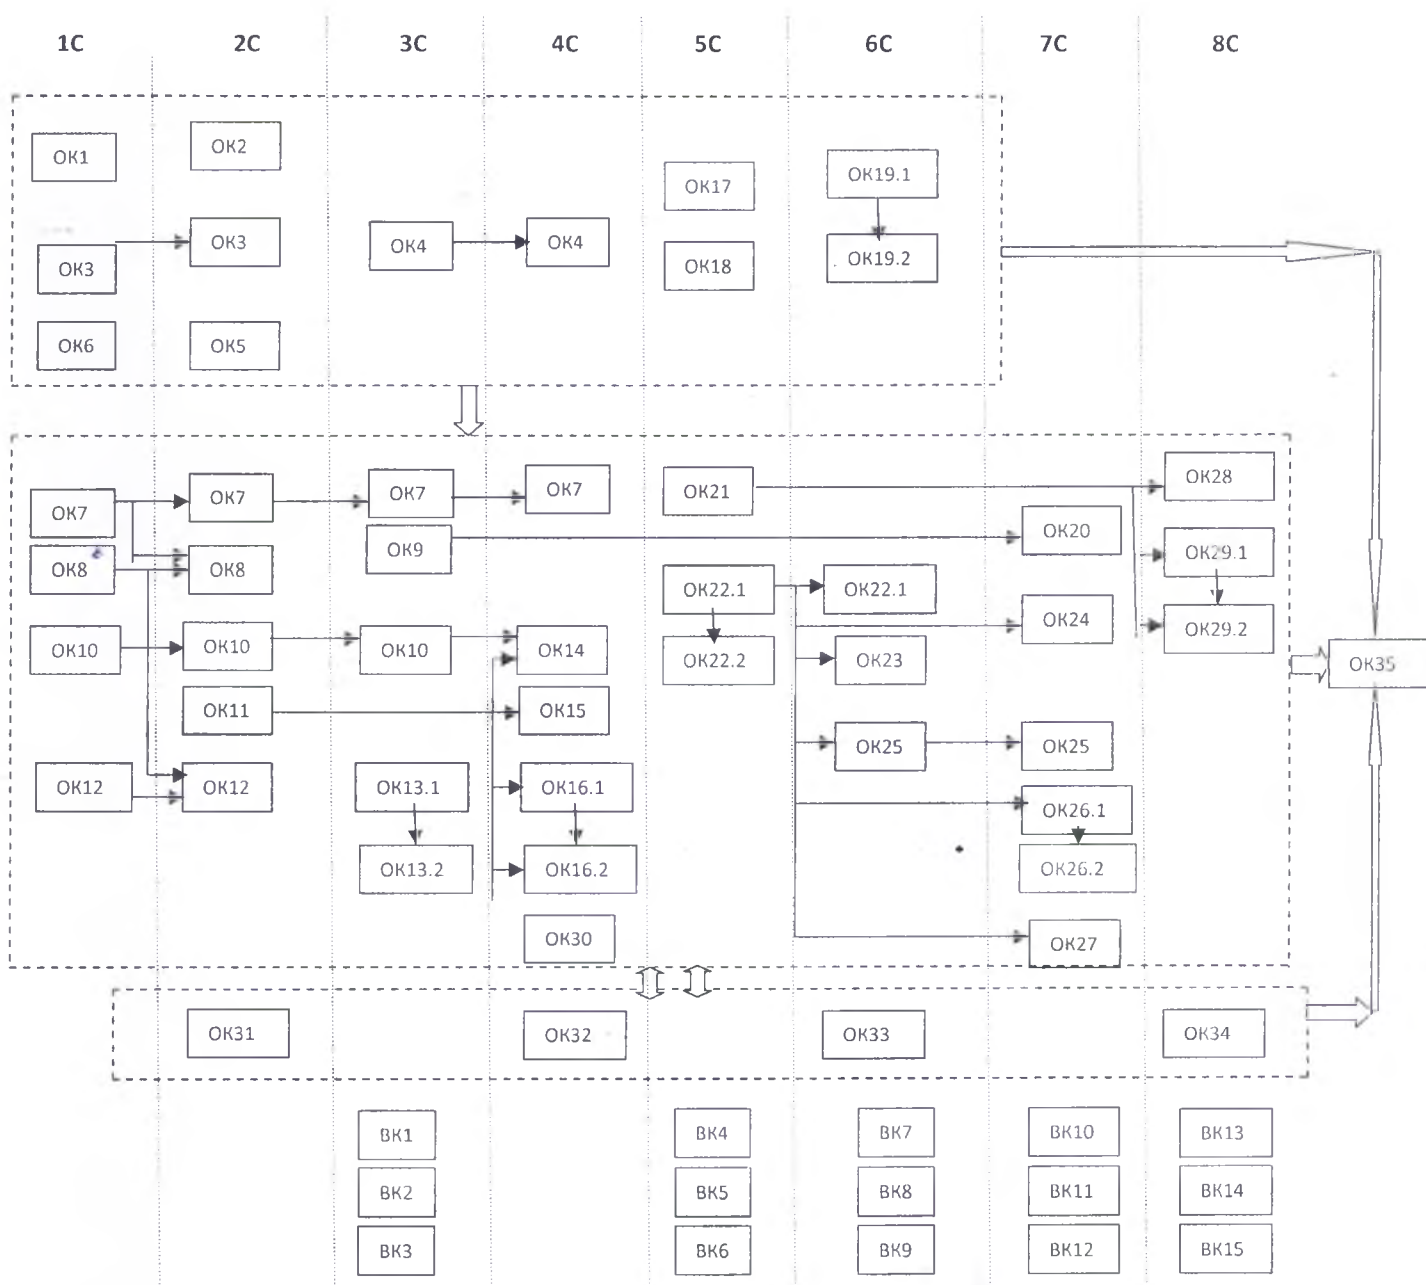 1С 2С 3С 4С 5С 6С 7С 8С
ОК1 ОК2 ОК17 ОК19.1
ОК3 ОК3 ОК4 ОК4 ОК18 ОК19.2
ОК6 ОК5
ОК7 ОК7 ОК7 ОК7 ОК21 ОК28
ОК8 ОК8 ОК9 ОК20 ОК29.1
ОК22.1 ОК22.1
ОК10 ОК10 ОК10 ОК14 ОК22.2 ОК23 ОК24 ОК29.2
ОК35
ОК11 ОК15
ОК25 ОК25
ОК12 ОК12 ОК13.1 ОК16.1 ОК26.1
ОК13.2 ОК16.2 ОК26.2
ОК30 ОК27
ОК31 ОК32 ОК33 ОК34
ВК1 ВК4 ВК7 ВК10 ВК13
ВК2 ВК5 ВК8 ВК11 ВК14
ВК3 ВК6 ВК9 ВК12 ВК15